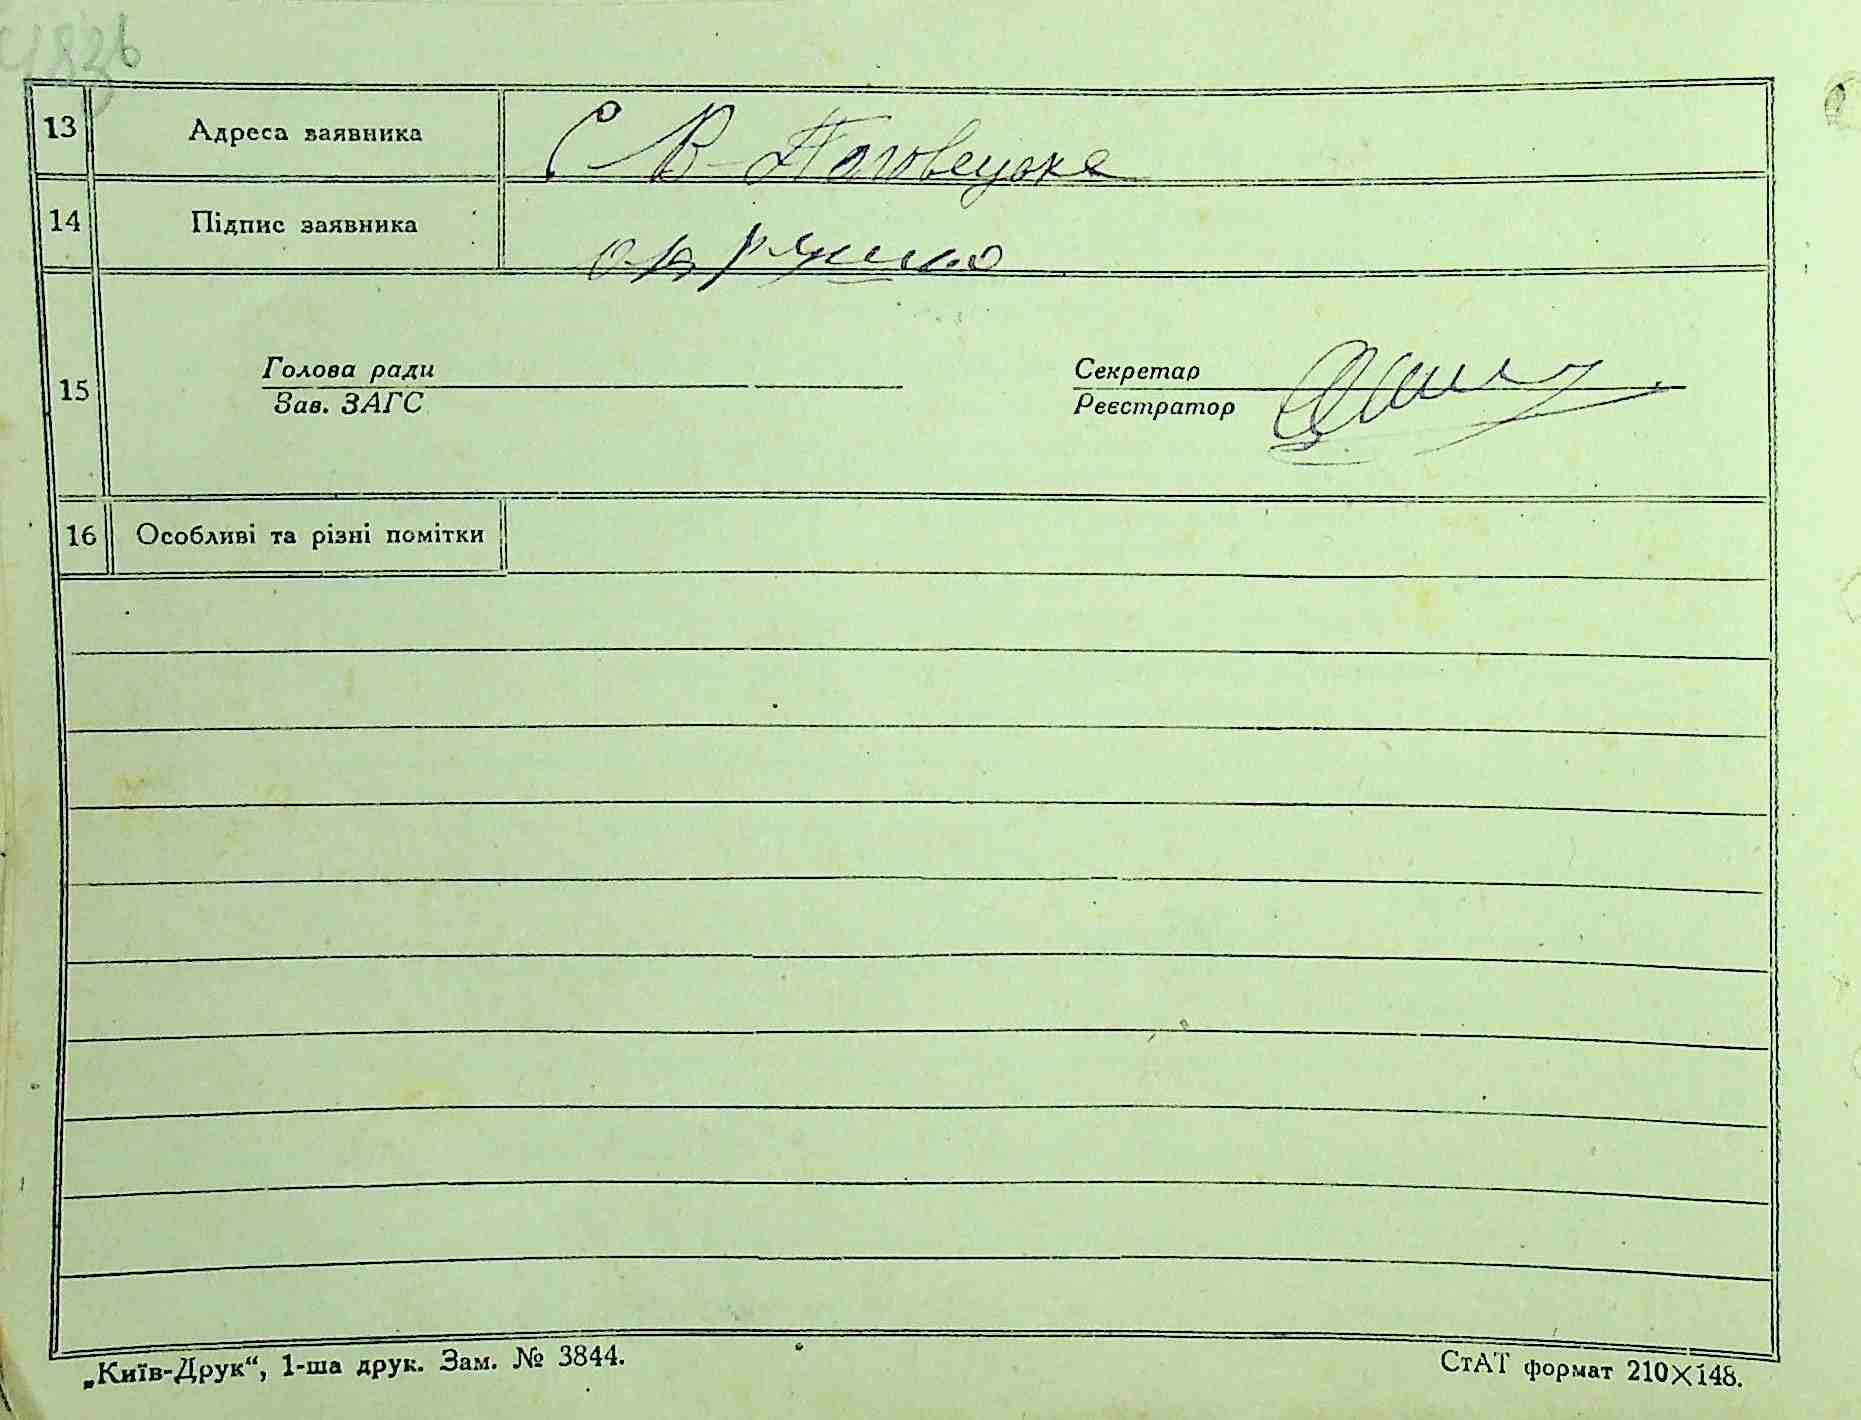 13 Адреса заявника С В-Половецьке
14 Підпис заявника
15 Голова ради Секретар
Зав. ЗАГС Реєстратор
16 Особливі та різні помітки
„Київ-Друк“, 1-ша друк. Зам. № 3844. СтАТ формат 210×148.